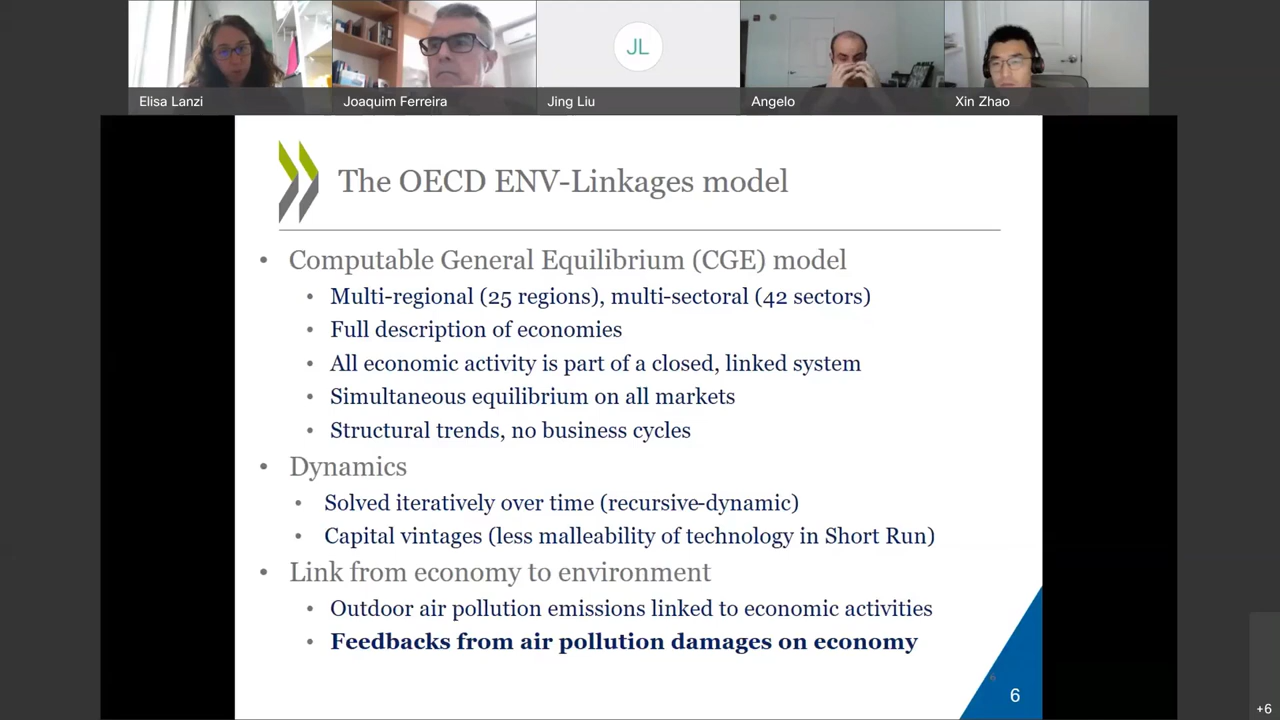 JL
Elisa Lanzi
Joaquim Ferreira
Jing Liu
Angelo
Xin Zhao
The OECD ENV-Linkages model
• Computable General Equilibrium (CGE) model
• Multi-regional (25 regions), multi-sectoral (42 sectors)
• Full description of economies
• All economic activity is part of a closed, linked system
• Simultaneous equilibrium on all markets
• Structural trends, no business cycles
• Dynamics
• Solved iteratively over time (recursive-dynamic)
• Capital vintages (less malleability of technology in Short Run)
• Link from economy to environment
• Outdoor air pollution emissions linked to economic activities
• Feedbacks from air pollution damages on economy
6
+6